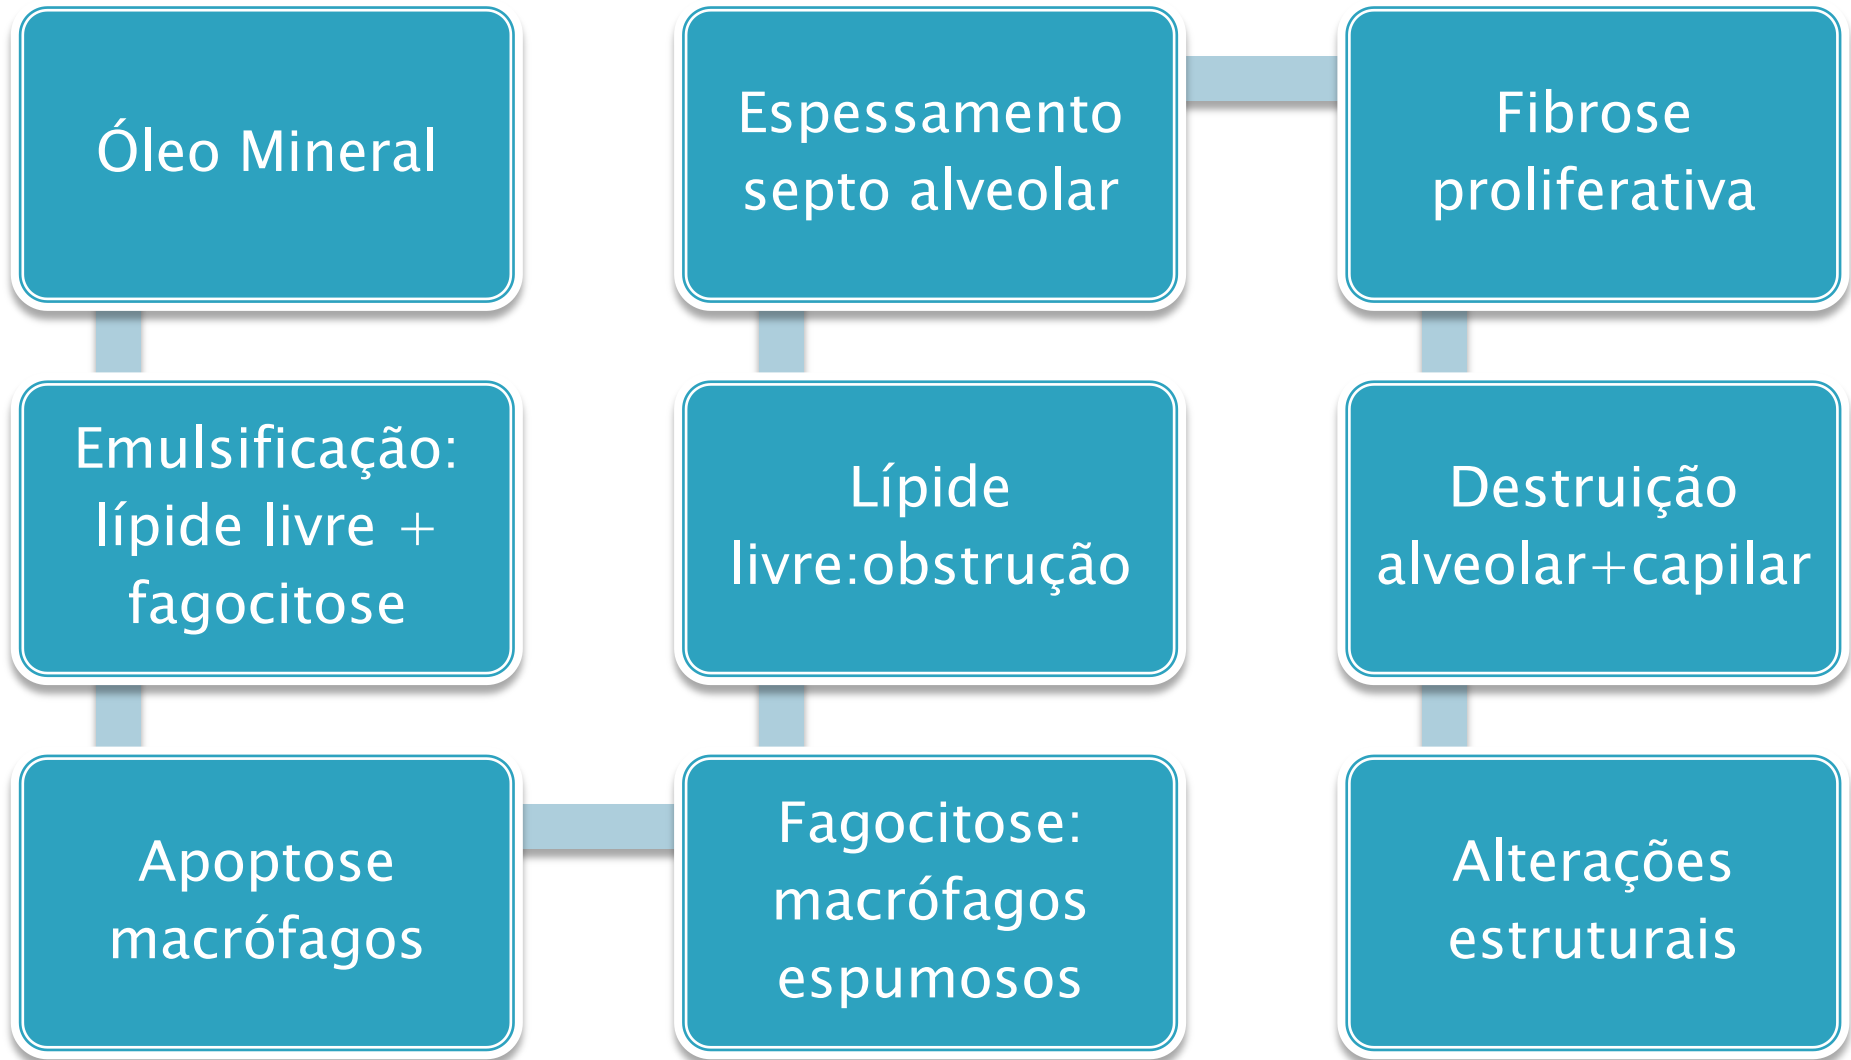 Óleo Mineral
Emulsificação:
lípide livre +
fagocitose
Apoptose
macrófagos
Fagocitose:
macrófagos
espumosos
Lípide
livre:obstrução
Espessamento
septo alveolar
Fibrose
proliferativa
Destruição
alveolar+capilar
Alterações
estruturais